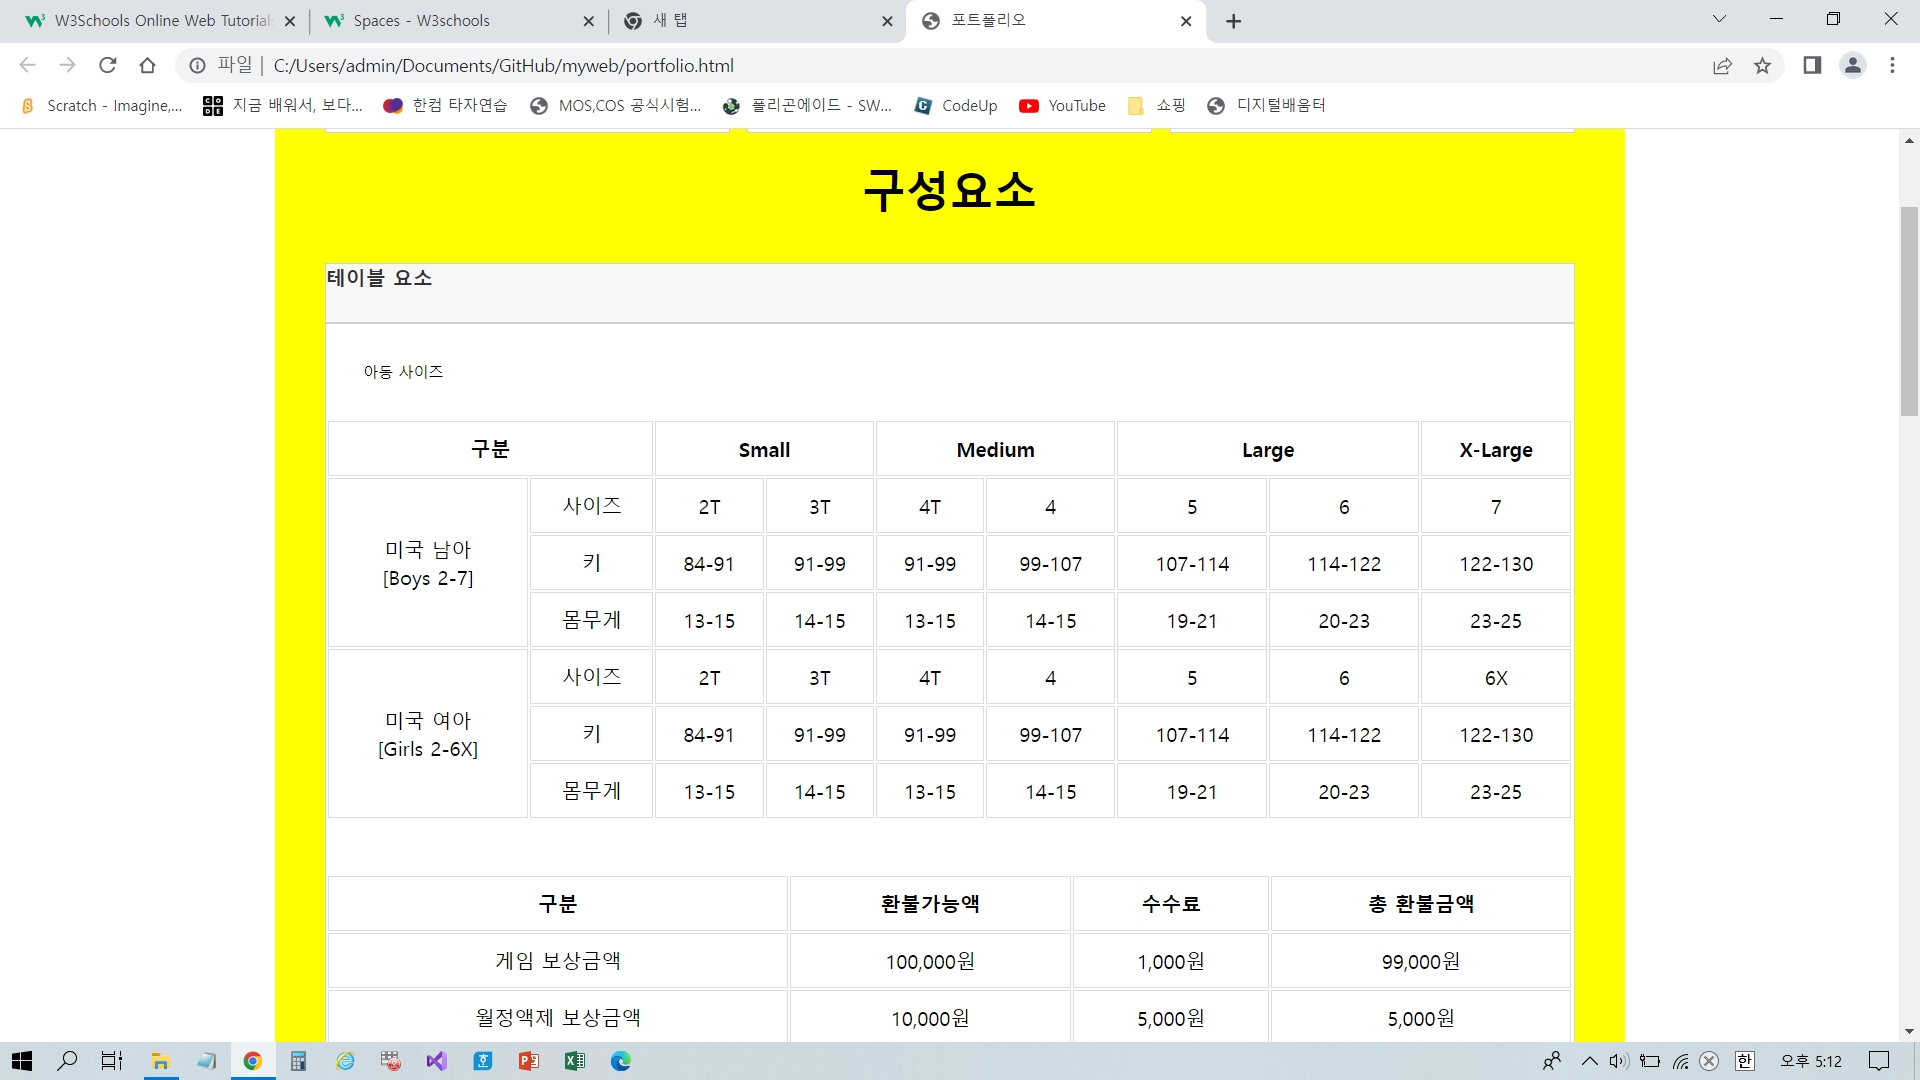 W3Schools Online Web Tutorials
Spaces - W3schools
새 탭
포트폴리오
파일 | C:/Users/admin/Documents/GitHub/myweb/portfolio.html
Scratch - Imagine,...
지금 배워서, 보다...
한컴 타자연습
MOS,COS 공식시험...
폴리곤에이드 - SW...
CodeUp
YouTube
쇼핑
디지털배움터
구성요소
테이블 요소
아동 사이즈
구분 Small Medium Large X-Large
미국 남아
[Boys 2-7]
사이즈 2T 3T 4T 4 5 6 7
키 84-91 91-99 91-99 99-107 107-114 114-122 122-130
몸무게 13-15 14-15 13-15 14-15 19-21 20-23 23-25
미국 여아
[Girls 2-6X]
사이즈 2T 3T 4T 4 5 6 6X
키 84-91 91-99 91-99 99-107 107-114 114-122 122-130
몸무게 13-15 14-15 13-15 14-15 19-21 20-23 23-25
구분 환불가능액 수수료 총 환불금액
게임 보상금액 100,000원 1,000원 99,000원
월정액제 보상금액 10,000원 5,000원 5,000원
한
오후 5:12